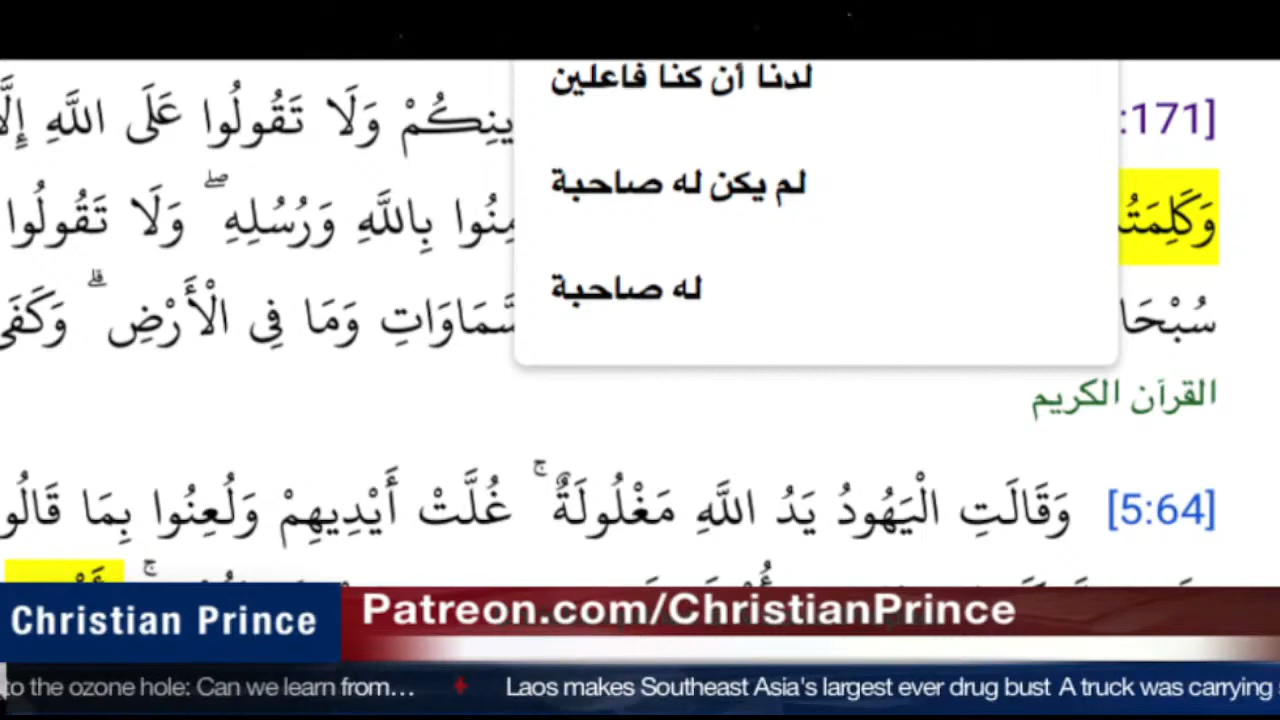 لدنا أن كنا فاعلين
لم يكن له صاحبة
له صاحبة
:171]
ينِكُمْ وَلَا تَقُولُوا عَلَى اللَّهِ إِلَّا
وَكَلِمَتُ
مِنُوا بِاللَّهِ وَرُسُلِهِ ۖ وَلَا تَقُولُوا
سُبْحَا
سَّمَاوَاتِ وَمَا فِي الْأَرْضِ ۗ وَكَفَى
القرآن الكريم
[5:64] وَقَالَتِ الْيَهُودُ يَدُ اللَّهِ مَغْلُولَةٌ ۚ غُلَّتْ أَيْدِيهِمْ وَلُعِنُوا بِمَا قَالُو
Christian Prince
Patreon.com/ChristianPrince
to the ozone hole: Can we learn from… Laos makes Southeast Asia's largest ever drug bust A truck was carrying